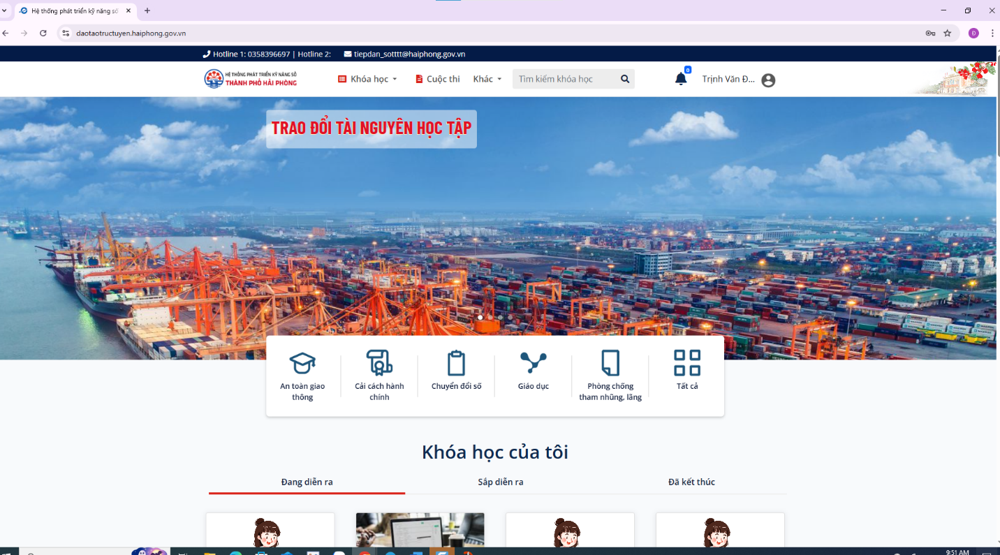 Hệ thống phát triển kỹ năng số
daotaotructuyen.haiphong.gov.vn
Đ
Hotline 1: 0358396697 | Hotline 2:
tiepdan_sotttt@haiphong.gov.vn
HỆ THỐNG PHÁT TRIỂN KỸ NĂNG SỐ
THÀNH PHỐ HẢI PHÒNG
Khóa học
Cuộc thi
Khác
Tìm kiếm khóa học
0
Trịnh Văn Đ...
TRAO ĐỔI TÀI NGUYÊN HỌC TẬP
An toàn giao
thông
Cải cách hành
chính
Chuyển đổi số
Giáo dục
Phòng chống
tham nhũng, lãng
Tất cả
Khóa học của tôi
Đang diễn ra
Sắp diễn ra
Đã kết thúc
9:51 AM